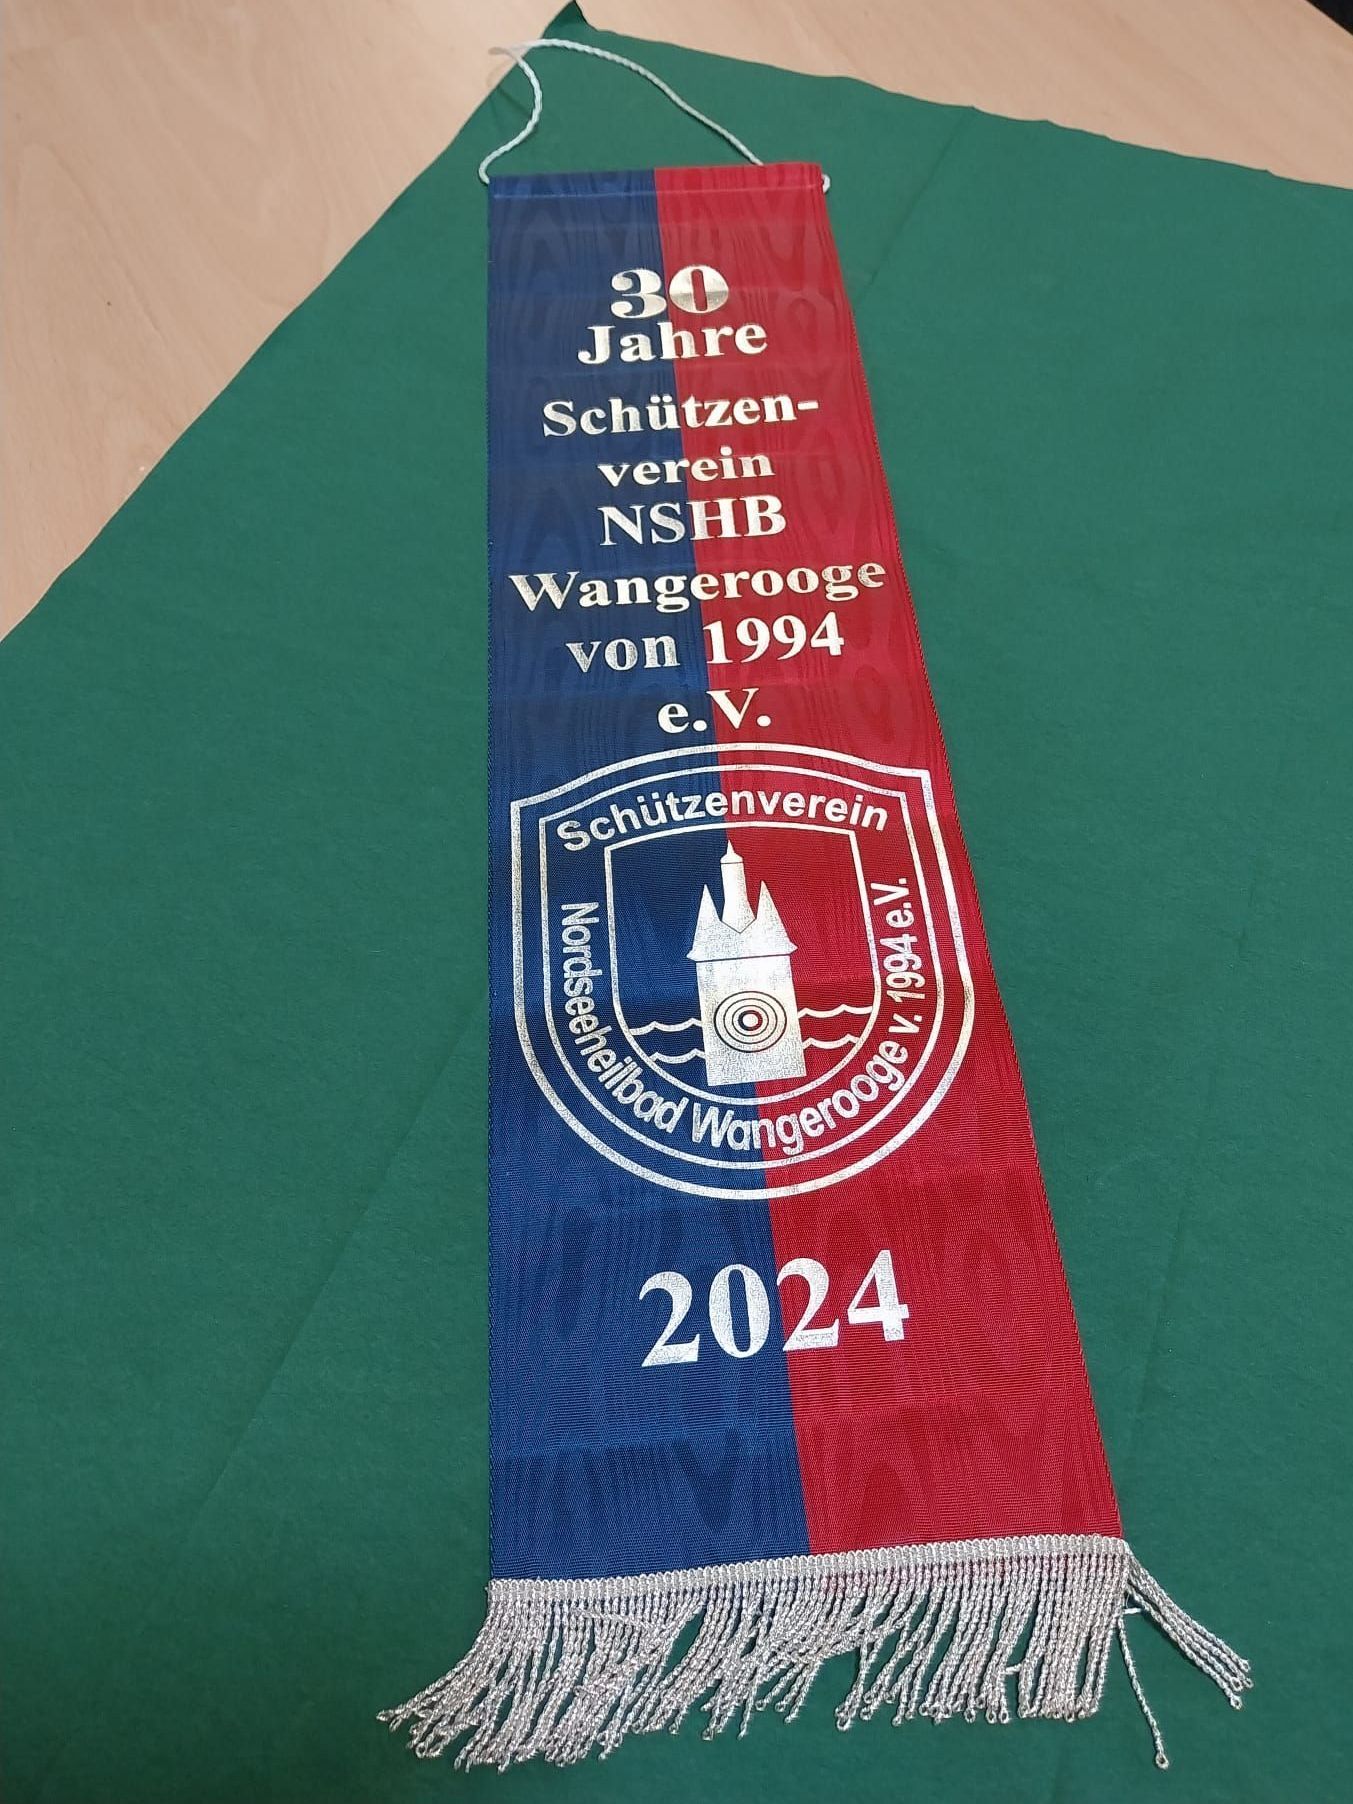 30
Jahre
Schützen-
verein
NSHB
Wangerooge
von 1994
e.V.
Schützenverein
Nordseeheilbad Wangerooge v. 1994 e.V.
2024